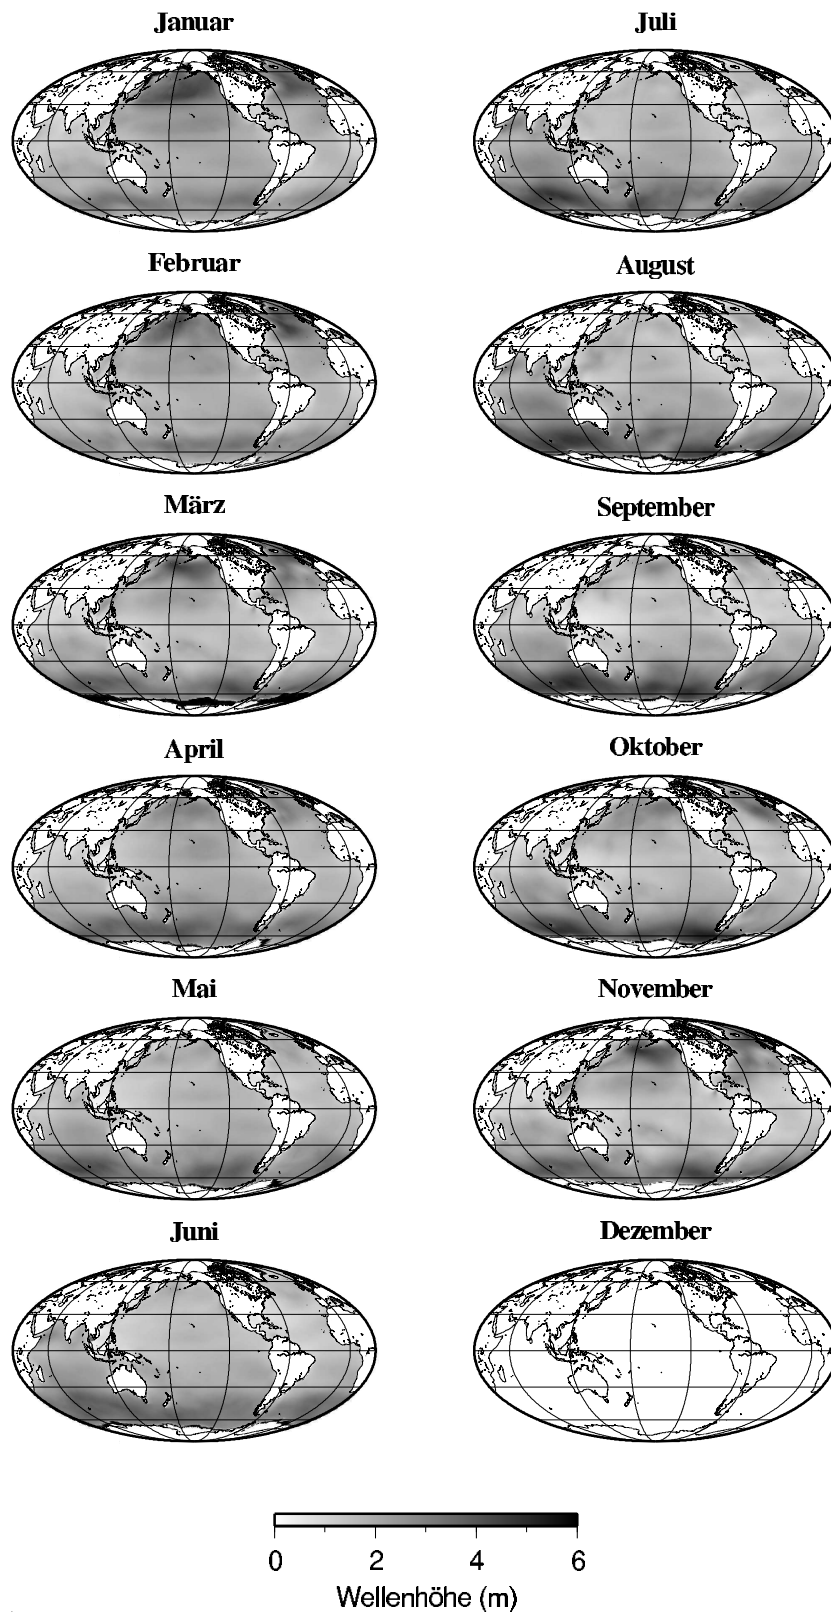 Januar
Juli
Februar
August
März
September
April
Oktober
Mai
November
Juni
Dezember
0 2 4 6
Wellenhöhe (m)